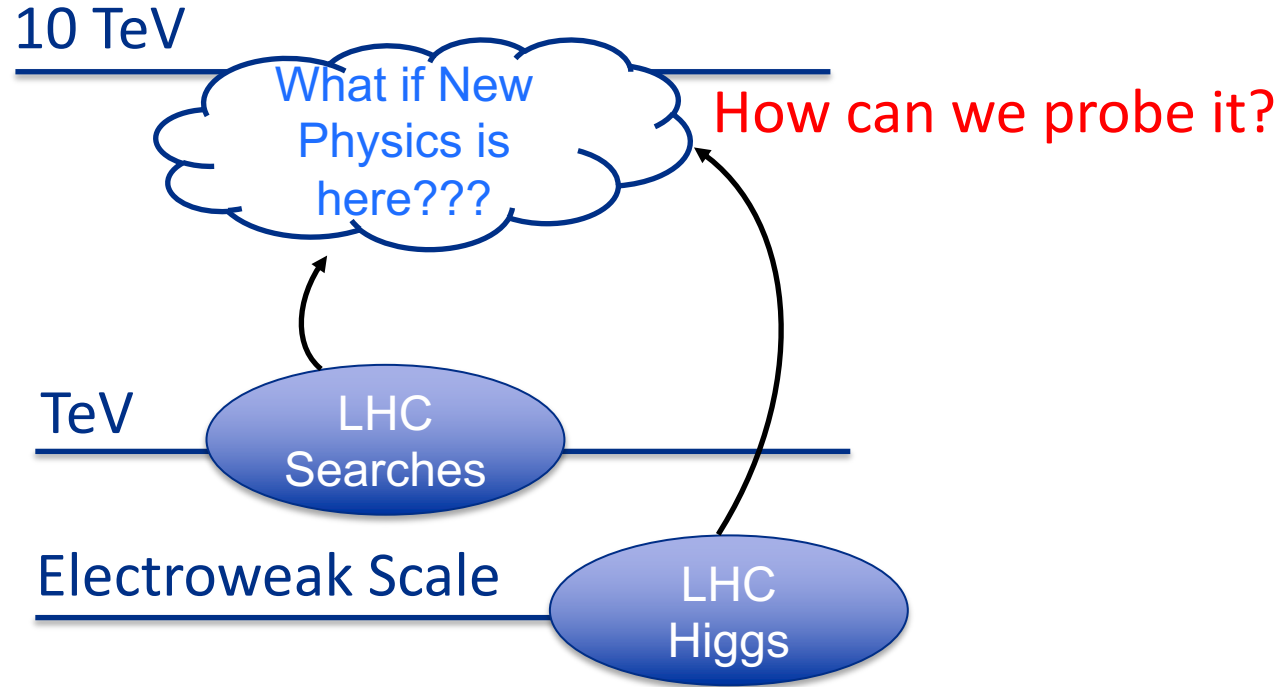 10 TeV
What if New
Physics is
here???
How can we probe it?
TeV
LHC
Searches
Electroweak Scale
LHC
Higgs